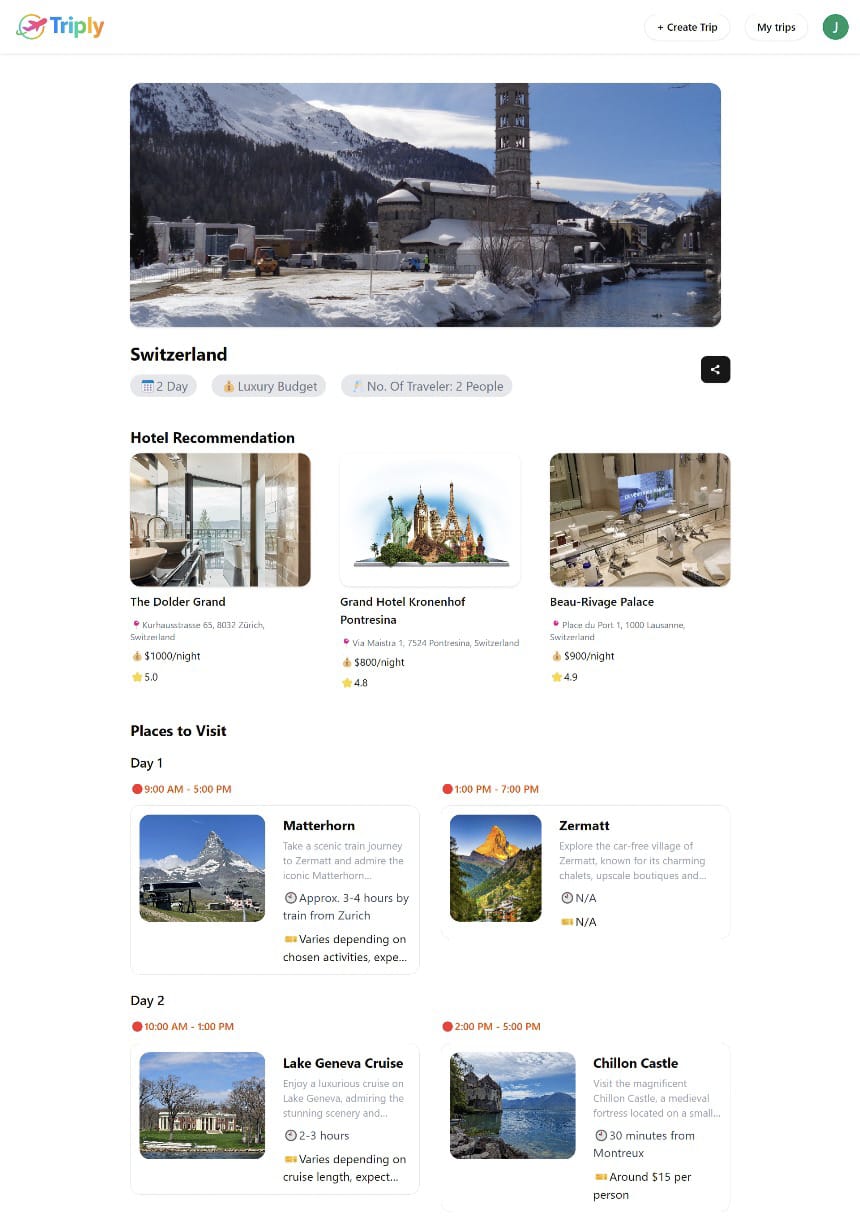 Triply
+ Create Trip
My trips
J
Switzerland
2 Day
Luxury Budget
No. Of Traveler: 2 People
Hotel Recommendation
The Dolder Grand
Kurhausstrasse 65, 8032 Zürich,
Switzerland
$1000/night
5.0
Grand Hotel Kronenhof
Pontresina
Via Maistra 1, 7524 Pontresina, Switzerland
$800/night
4.8
Beau-Rivage Palace
Place du Port 1, 1000 Lausanne,
Switzerland
$900/night
4.9
Places to Visit
Day 1
9:00 AM - 5:00 PM
Matterhorn
Take a scenic train journey
to Zermatt and admire the
iconic Matterhorn...
Approx. 3-4 hours by
train from Zurich
Varies depending on
chosen activities, expe...
1:00 PM - 7:00 PM
Zermatt
Explore the car-free village of
Zermatt, known for its charming
chalets, upscale boutiques and...
N/A
N/A
Day 2
10:00 AM - 1:00 PM
Lake Geneva Cruise
Enjoy a luxurious cruise on
Lake Geneva, admiring the
stunning scenery and...
2-3 hours
Varies depending on
cruise length, expect...
2:00 PM - 5:00 PM
Chillon Castle
Visit the magnificent
Chillon Castle, a medieval
fortress located on a small...
30 minutes from
Montreux
Around $15 per
person